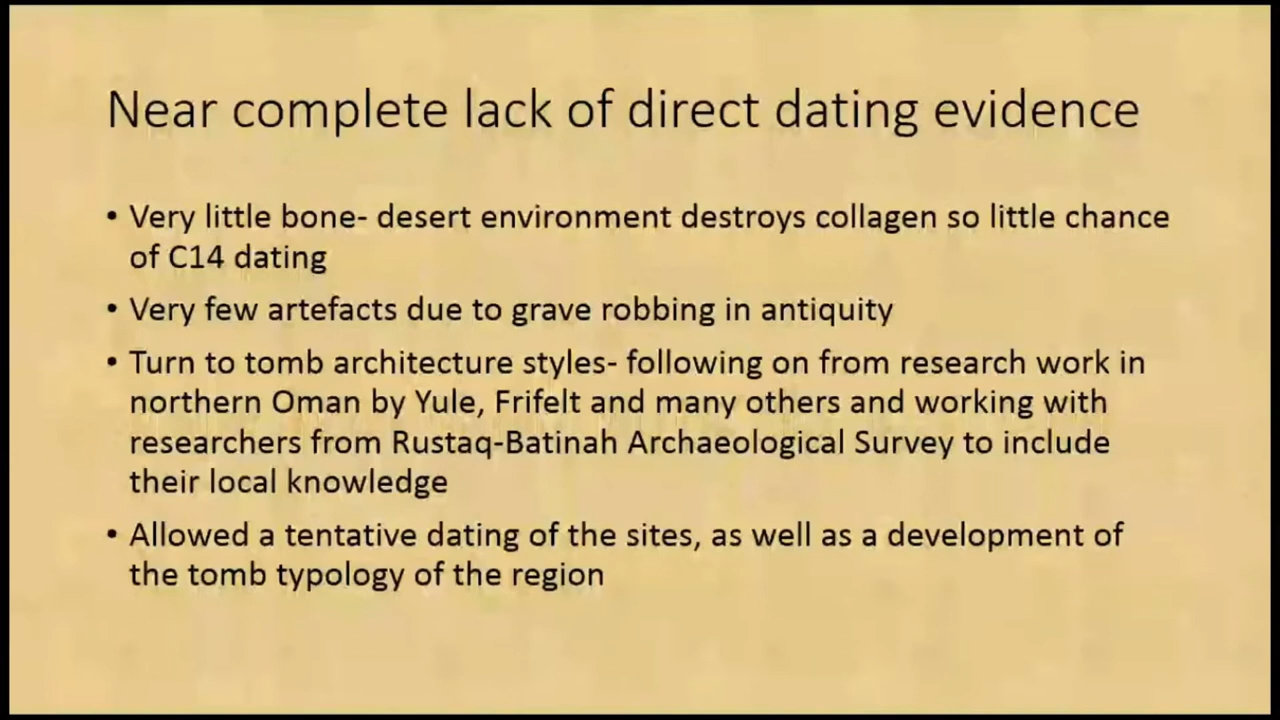 Near complete lack of direct dating evidence
• Very little bone- desert environment destroys collagen so little chance
of C14 dating
• Very few artefacts due to grave robbing in antiquity
• Turn to tomb architecture styles- following on from research work in
northern Oman by Yule, Frifelt and many others and working with
researchers from Rustaq-Batinah Archaeological Survey to include
their local knowledge
• Allowed a tentative dating of the sites, as well as a development of
the tomb typology of the region